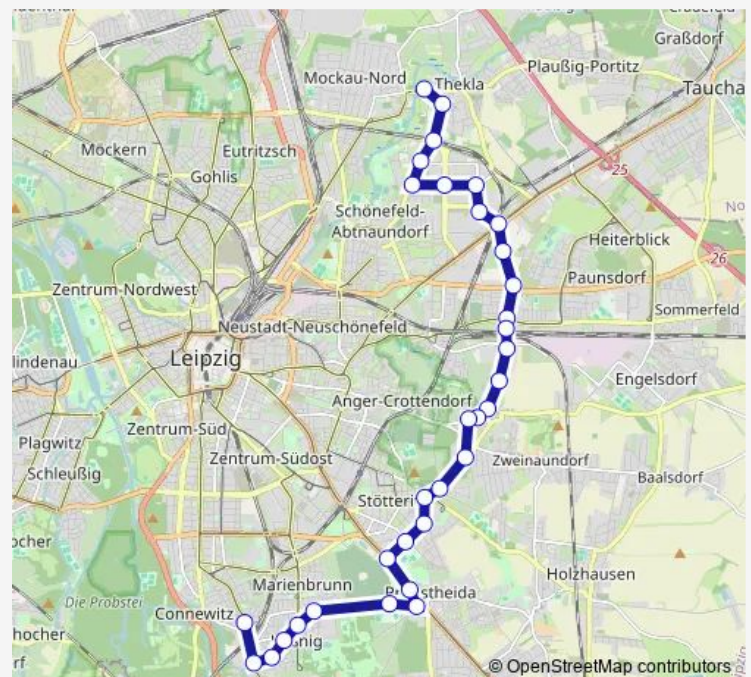 Graßdorf
Mockau-Nord
Thekla
Plaußig-Portitz
Taucha
Möckern
Eutritzsch
Gohlis
25
Schönefeld-
Abtnaundorf
Heiterblick
26
Paunsdorf
Zentrum-Nordwest
Sommerfeld
Neustadt-Neuschönefeld
lindenau
Leipzig
Engelsdorf
Anger-Crottendorf
Plagwitz
Zentrum-Süd
Zentrum-Südost
Zweinaundorf
Schleußig
Baalsdorf
Stötteri
ocher
Holzhausen
Marienbrunn
Die Probstei
Connewitz
hocher
© OpenStreetMap contributors